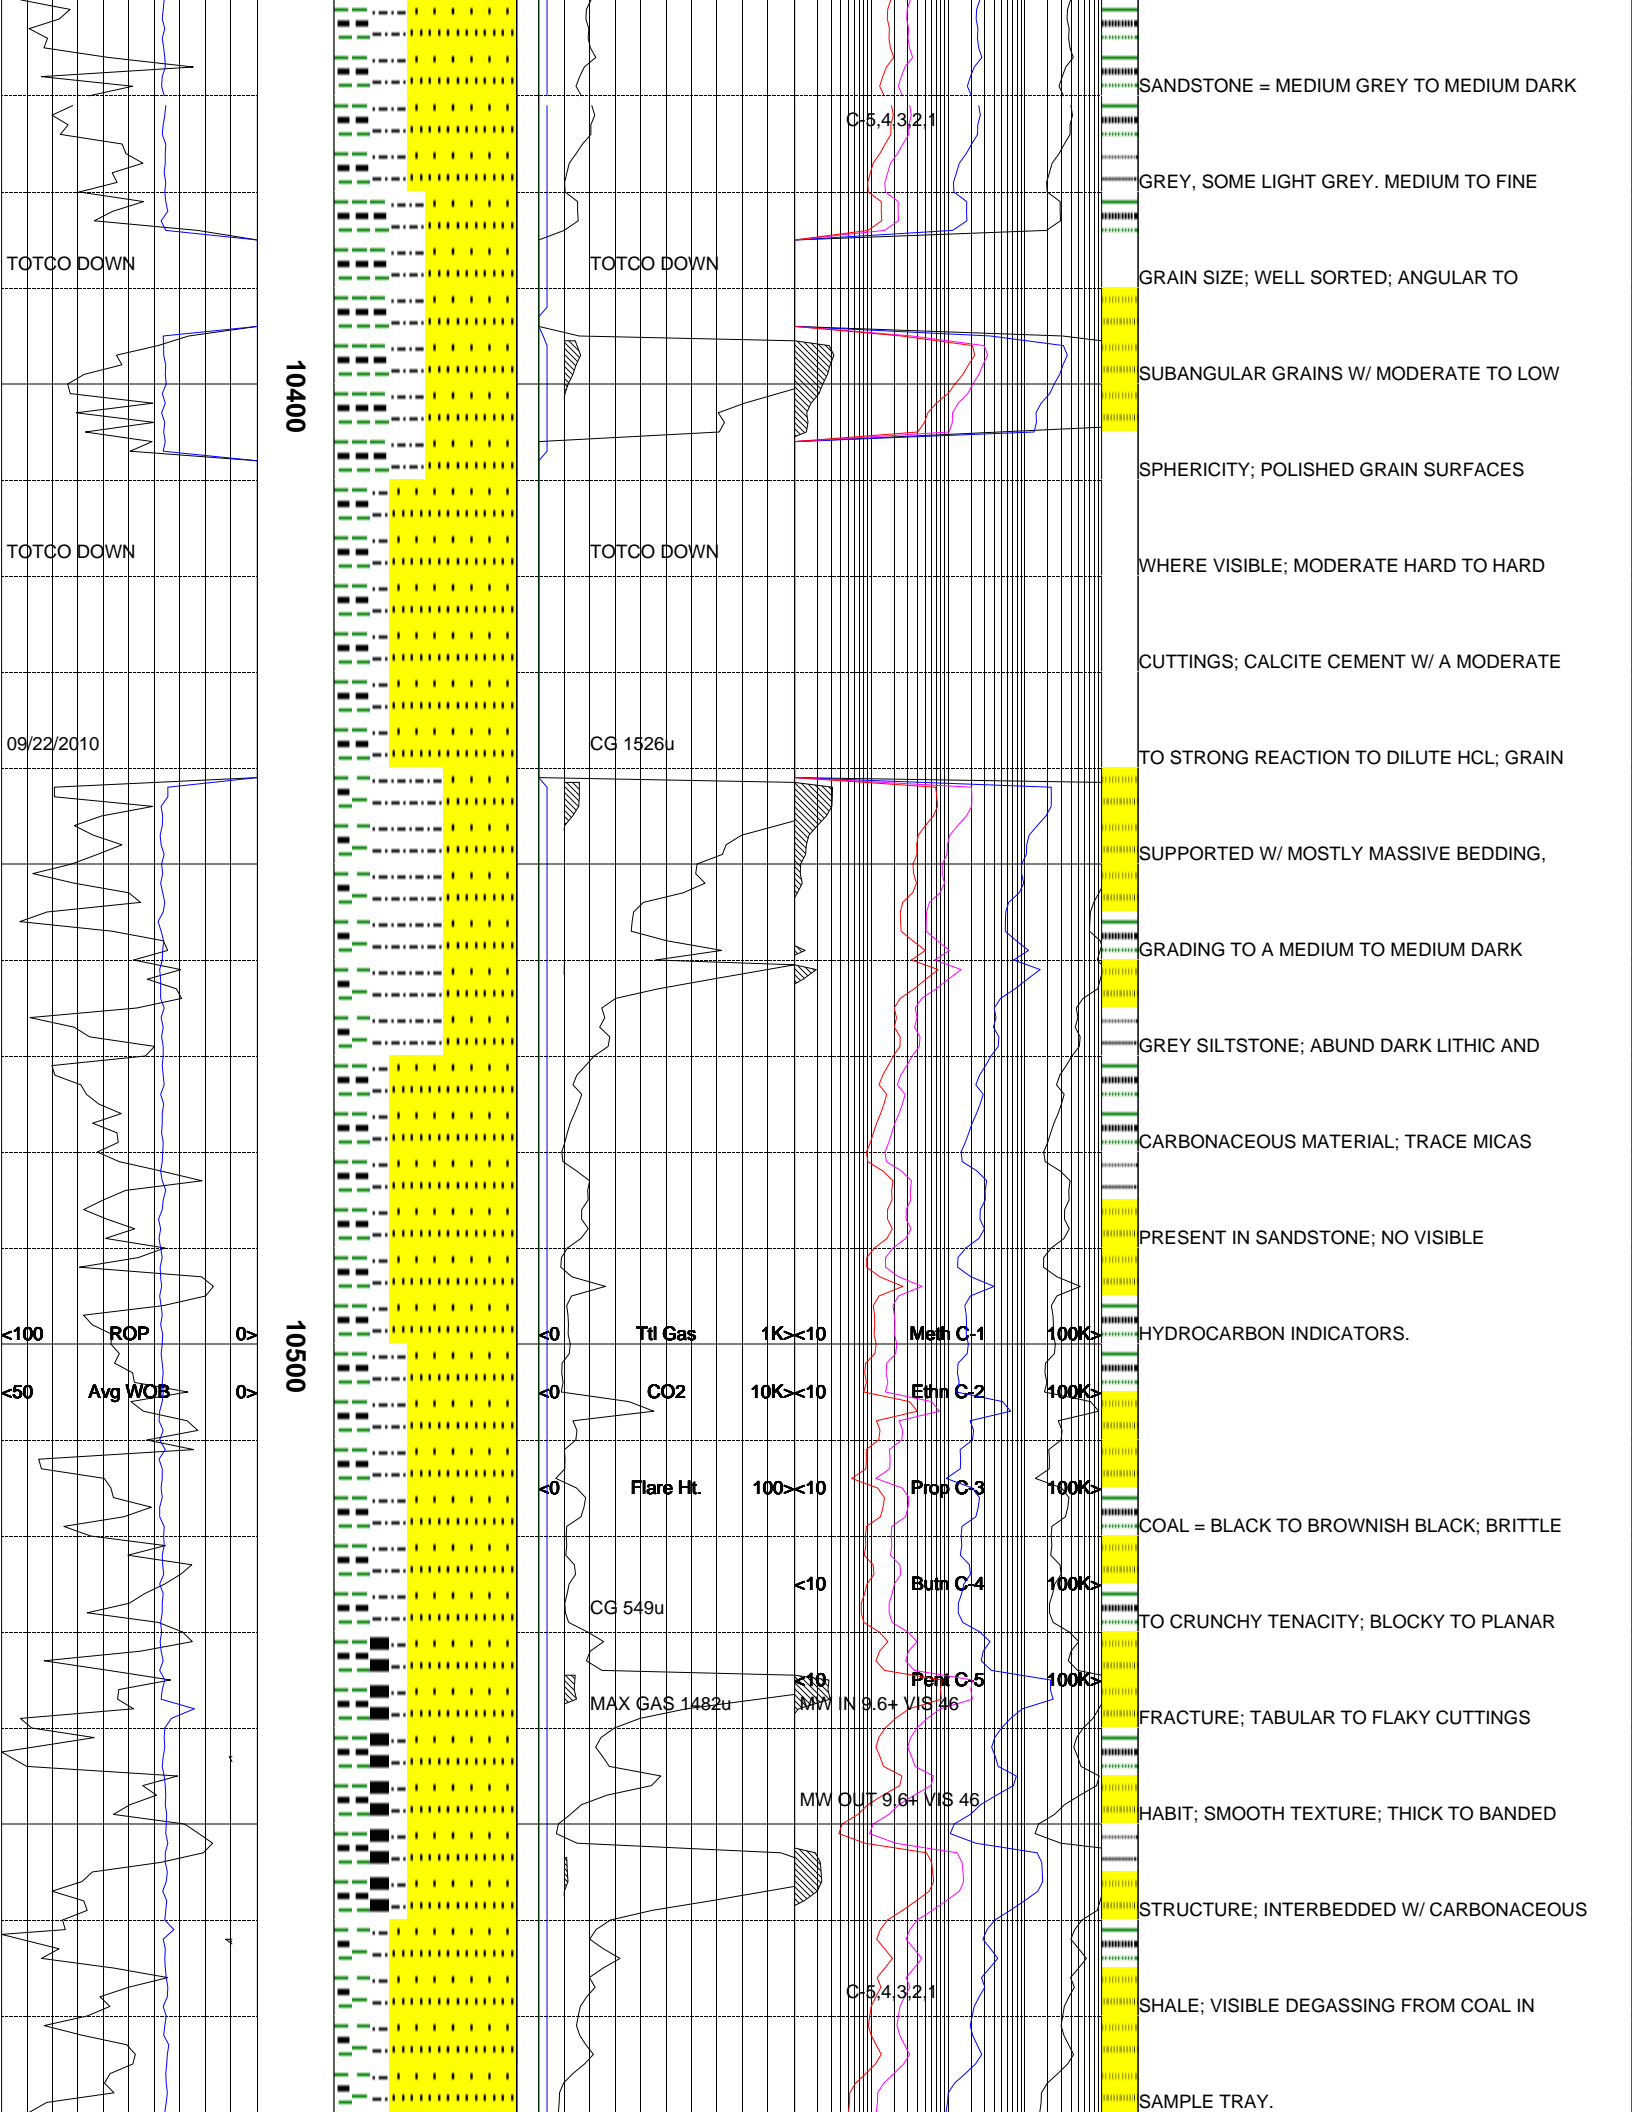 SANDSTONE = MEDIUM GREY TO MEDIUM DARK
C-5,4,3,2,1
GREY, SOME LIGHT GREY. MEDIUM TO FINE
TOTCO DOWN
TOTCO DOWN
GRAIN SIZE; WELL SORTED; ANGULAR TO
SUBANGULAR GRAINS W/ MODERATE TO LOW
10400
SPHERICITY; POLISHED GRAIN SURFACES
TOTCO DOWN
TOTCO DOWN
WHERE VISIBLE; MODERATE HARD TO HARD
CUTTINGS; CALCITE CEMENT W/ A MODERATE
09/22/2010
CG 1526u
TO STRONG REACTION TO DILUTE HCL; GRAIN
SUPPORTED W/ MOSTLY MASSIVE BEDDING,
GRADING TO A MEDIUM TO MEDIUM DARK
GREY SILTSTONE; ABUND DARK LITHIC AND
CARBONACEOUS MATERIAL; TRACE MICAS
PRESENT IN SANDSTONE; NO VISIBLE
<100 ROP 0>
<0 Ttl Gas 1K>
<10 Meth C-1 100K>
HYDROCARBON INDICATORS.
10500
<50 Avg WOB 0>
<0 CO2 10K>
<10 Ethn C-2 100K>
<0 Flare Ht. 100>
<10 Prop C-3 100K>
COAL = BLACK TO BROWNISH BLACK; BRITTLE
<10 Butn C-4 100K>
CG 549u
TO CRUNCHY TENACITY; BLOCKY TO PLANAR
<10 Pent C-5 100K>
MAX GAS 1482u
MW IN 9.6+ VIS 46
FRACTURE; TABULAR TO FLAKY CUTTINGS
MW OUT 9.6+ VIS 46
HABIT; SMOOTH TEXTURE; THICK TO BANDED
STRUCTURE; INTERBEDDED W/ CARBONACEOUS
C-5,4,3,2,1
SHALE; VISIBLE DEGASSING FROM COAL IN
SAMPLE TRAY.